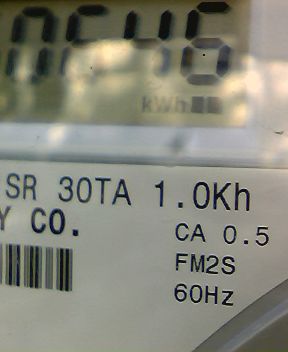 kWh
SR 30TA 1.0Kh
Y CO.
CA 0.5
FM2S
60Hz